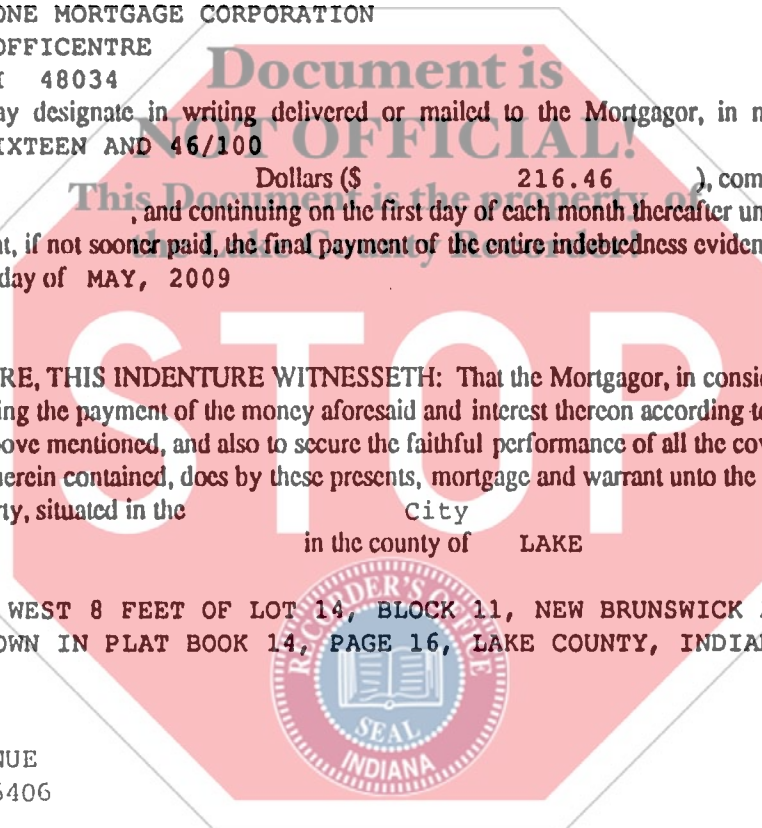 ONE MORTGAGE CORPORATION
OFFICENTRE
48034
Document is
designate in writing delivered or mailed to the Mortgagor, in
NOT OFFICIAL!
AND 46/100
Dollars ($ 216.46 ), com
This Document is the property of
, and continuing on the first day of each month thereafter un
the Lake County Recorder!
if not sooner paid, the final payment of the entire indebtedness eviden
day of MAY, 2009
STOP
RE, THIS INDENTURE WITNESSETH: That the Mortgagor, in consid
ing the payment of the money aforesaid and interest thereon according to
ove mentioned, and also to secure the faithful performance of all the cov
herein contained, does by these presents, mortgage and warrant unto the
ty, situated in the City
in the county of LAKE
WEST 8 FEET OF LOT 14, BLOCK 11, NEW BRUNSWICK
OWN IN PLAT BOOK 14, PAGE 16, LAKE COUNTY, INDIA
RECORDER'S OFFICE
SEAL
INDIANA
NUE
6406